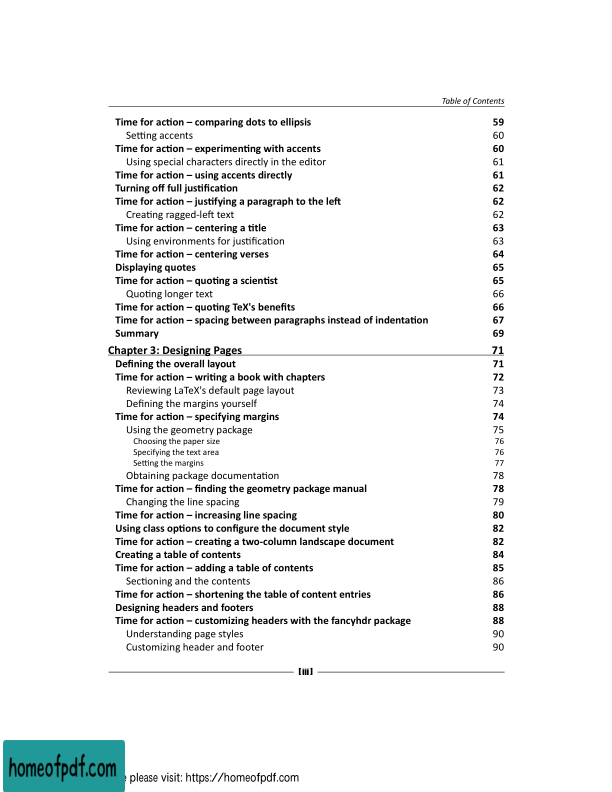 Table of Contents
Time for action – comparing dots to ellipsis 59
Setting accents 60
Time for action – experimenting with accents 60
Using special characters directly in the editor 61
Time for action – using accents directly 61
Turning off full justification 62
Time for action – justifying a paragraph to the left 62
Creating ragged-left text 62
Time for action – centering a title 63
Using environments for justification 63
Time for action – centering verses 64
Displaying quotes 65
Time for action – quoting a scientist 65
Quoting longer text 66
Time for action – quoting TeX's benefits 66
Time for action – spacing between paragraphs instead of indentation 67
Summary 69
Chapter 3: Designing Pages 71
Defining the overall layout 71
Time for action – writing a book with chapters 72
Reviewing LaTeX's default page layout 73
Defining the margins yourself 74
Time for action – specifying margins 74
Using the geometry package 75
Choosing the paper size 76
Specifying the text area 76
Setting the margins 77
Obtaining package documentation 78
Time for action – finding the geometry package manual 78
Changing the line spacing 79
Time for action – increasing line spacing 80
Using class options to configure the document style 82
Time for action – creating a two-column landscape document 82
Creating a table of contents 84
Time for action – adding a table of contents 85
Sectioning and the contents 86
Time for action – shortening the table of content entries 86
Designing headers and footers 88
Time for action – customizing headers with the fancyhdr package 88
Understanding page styles 90
Customizing header and footer 90
[iii]
homeofpdf.com
please visit: https://homeofpdf.com